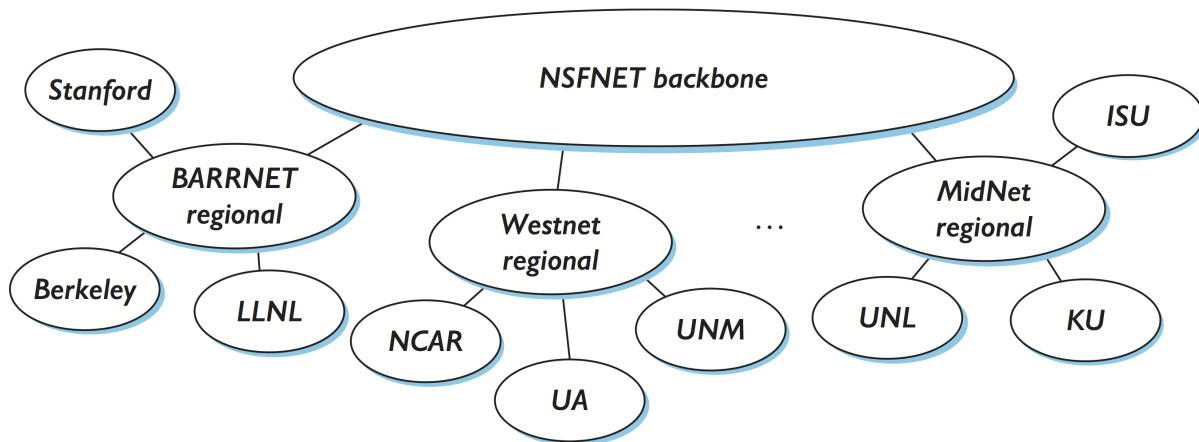 NSFNET backbone
Stanford
ISU
BARRNET
regional
MidNet
regional
Westnet
regional
...
Berkeley
LLNL
NCAR
UNM
UNL
KU
UA